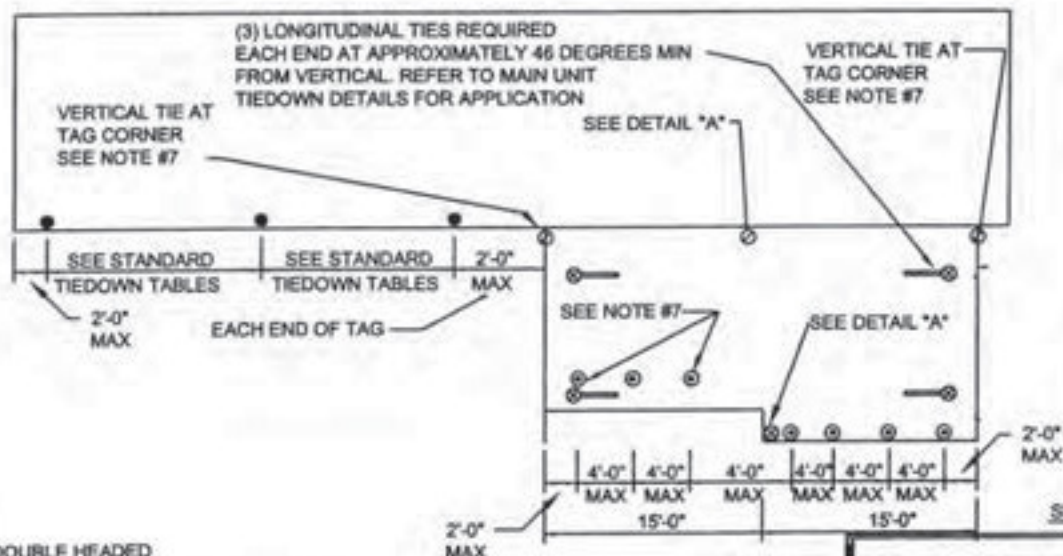 (3) LONGITUDINAL TIES REQUIRED
EACH END AT APPROXIMATELY 46 DEGREES MIN
FROM VERTICAL. REFER TO MAIN UNIT
TIEDOWN DETAILS FOR APPLICATION
VERTICAL TIE AT
TAG CORNER
SEE NOTE #7
VERTICAL TIE AT
TAG CORNER
SEE NOTE #7
SEE DETAIL "A"
SEE STANDARD
TIEDOWN TABLES
SEE STANDARD
TIEDOWN TABLES
2'-0"
MAX
2'-0"
MAX
EACH END OF TAG
SEE NOTE #7
SEE DETAIL "A"
4'-0"
MAX
4'-0"
MAX
4'-0"
MAX
4'-0"
MAX
4'-0"
MAX
4'-0"
MAX
2'-0"
MAX
2'-0"
MAX
15'-0"
15'-0"
DOUBLE HEADED